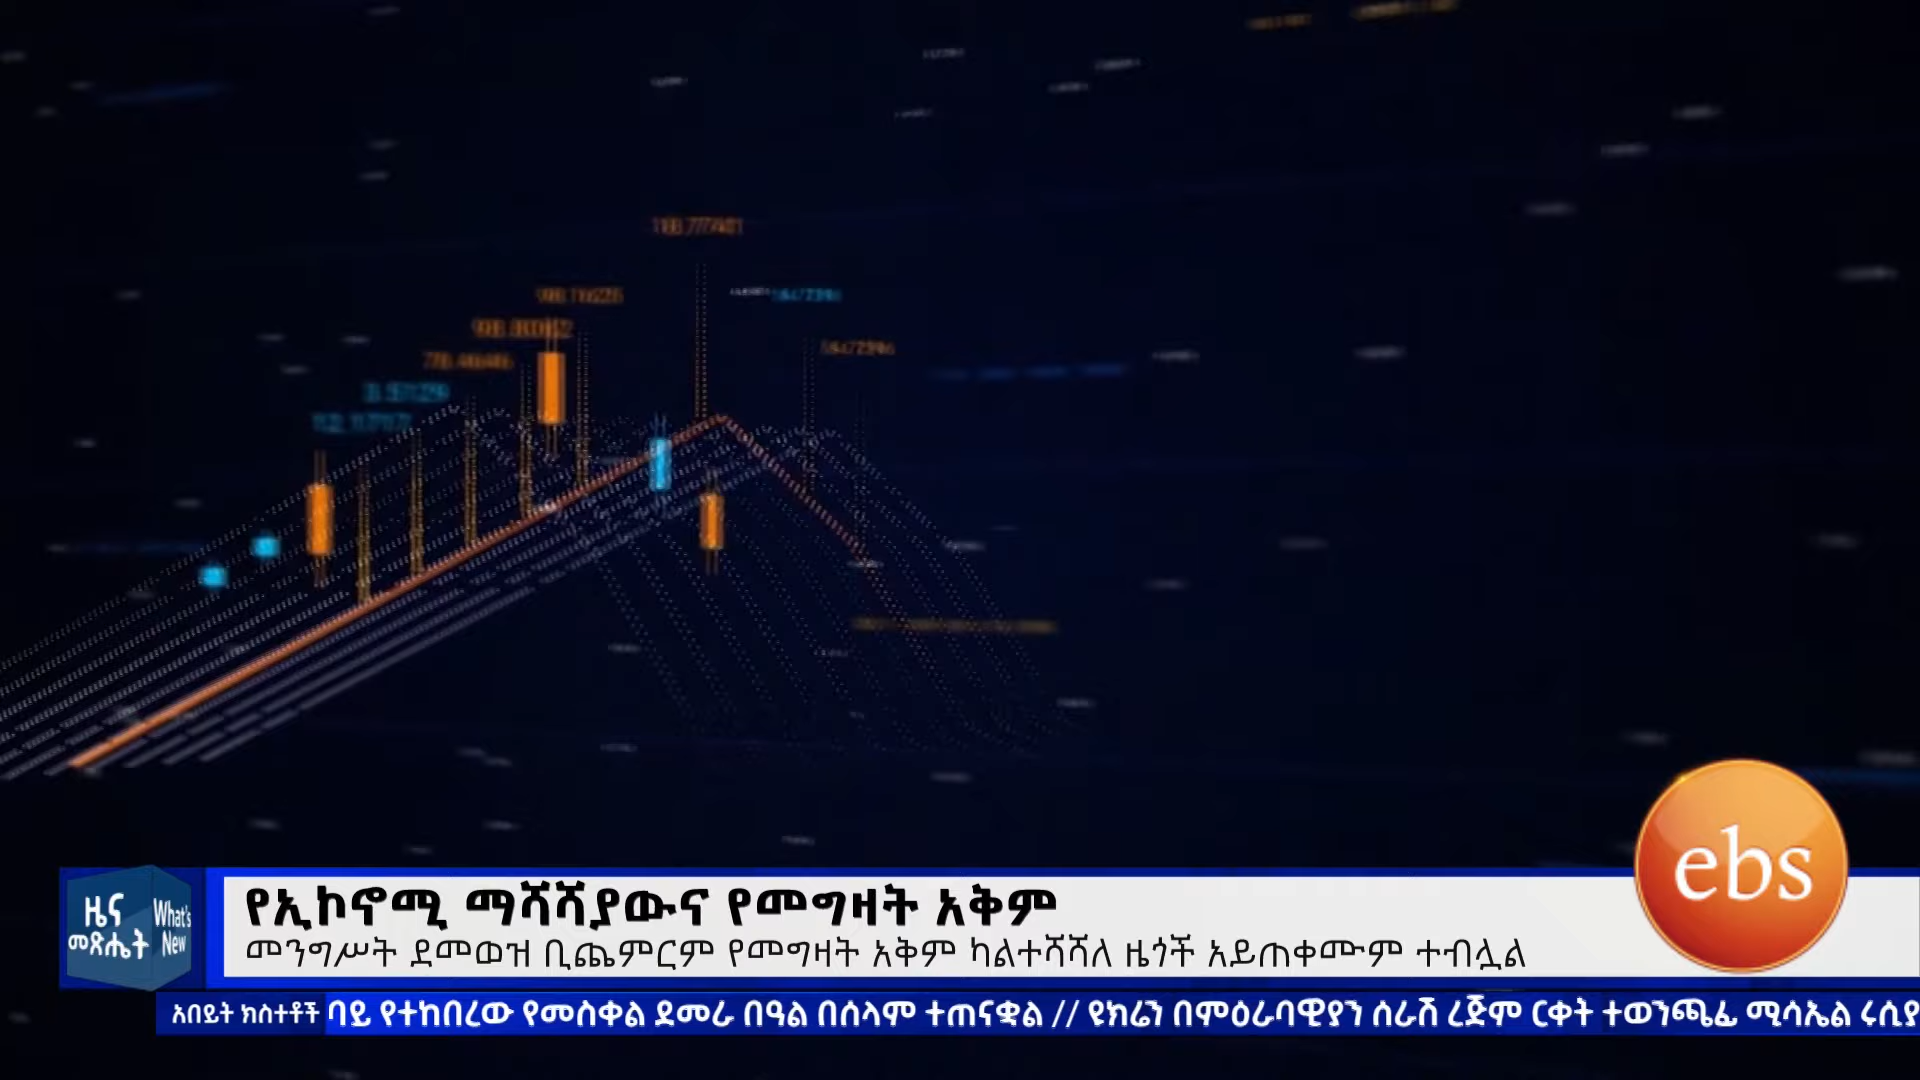 ebs
ዜና
መጽሔት
What's
New
የኢኮኖሚ ማሻሻያውና የመግዛት አቅም
መንግሥት ደመወዝ ቢጨምርም የመግዛት አቅም ካልተሻሻለ ዜጎች አይጠቀሙም ተብሏል
አበይት ክስተቶች ባይ የተከበረው የመስቀል ደመራ በዓል በሰላም ተጠናቋል // ዩክሬን በምዕራባዊያን ሰራሽ ረጅም ርቀት ተወንጫፊ ሚሳኤል ሩሲያ